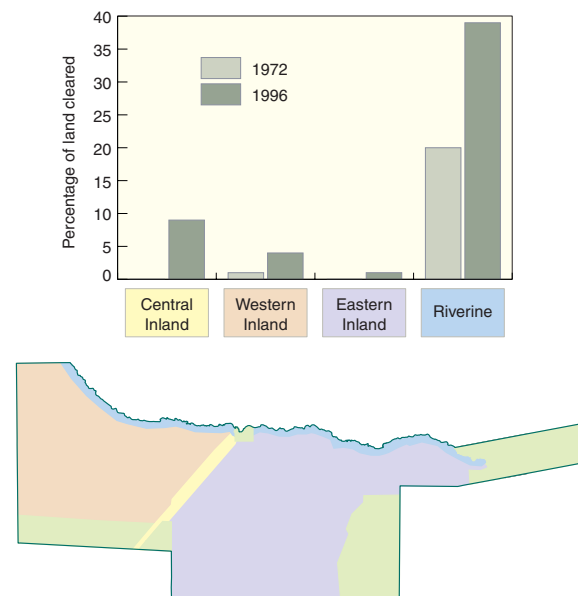 40
35
30
25
20
15
10
5
0
Percentage of land cleared
1972
1996
Central
Inland
Western
Inland
Eastern
Inland
Riverine